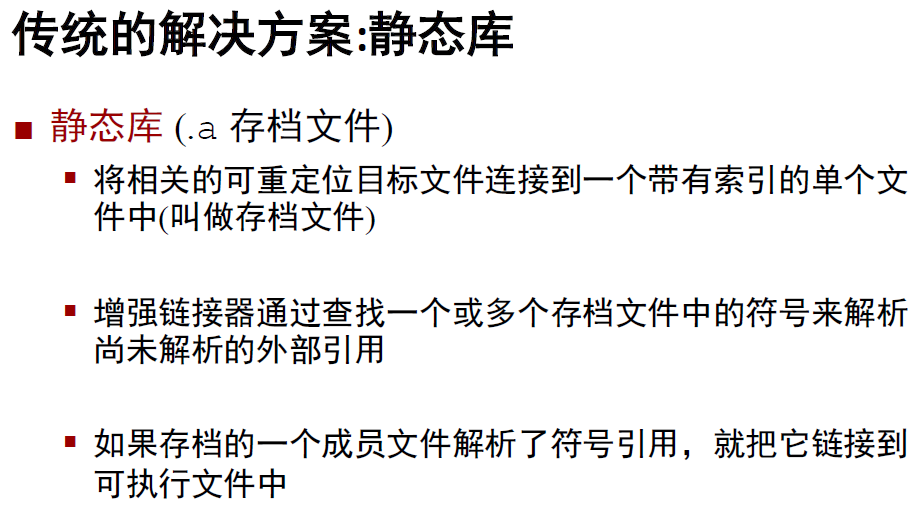 传统的解决方案:静态库
静态库 (.a 存档文件)
将相关的可重定位目标文件连接到一个带有索引的单个文
件中(叫做存档文件)
增强链接器通过查找一个或多个存档文件中的符号来解析
尚未解析的外部引用
如果存档的一个成员文件解析了符号引用，就把它链接到
可执行文件中